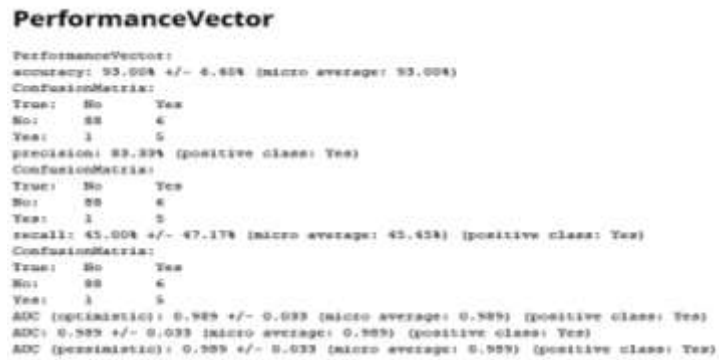 PerformanceVector
PerformanceVector:
accuracy: 93.00% +/- 6.40% (micro average: 93.00%)
ConfusionMatrix:
True: No Yes
No: 88 6
Yes: 1 5
precision: 83.33% (positive class: Yes)
ConfusionMatrix:
True: No Yes
No: 88 6
Yes: 1 5
recall: 45.00% +/- 47.17% (micro average: 45.45%) (positive class: Yes)
ConfusionMatrix:
True: No Yes
No: 88 6
Yes: 1 5
AUC (optimistic): 0.989 +/- 0.033 (micro average: 0.989) (positive class: Yes)
AUC: 0.989 +/- 0.033 (micro average: 0.989) (positive class: Yes)
AUC (pessimistic): 0.989 +/- 0.033 (micro average: 0.989) (positive class: Yes)